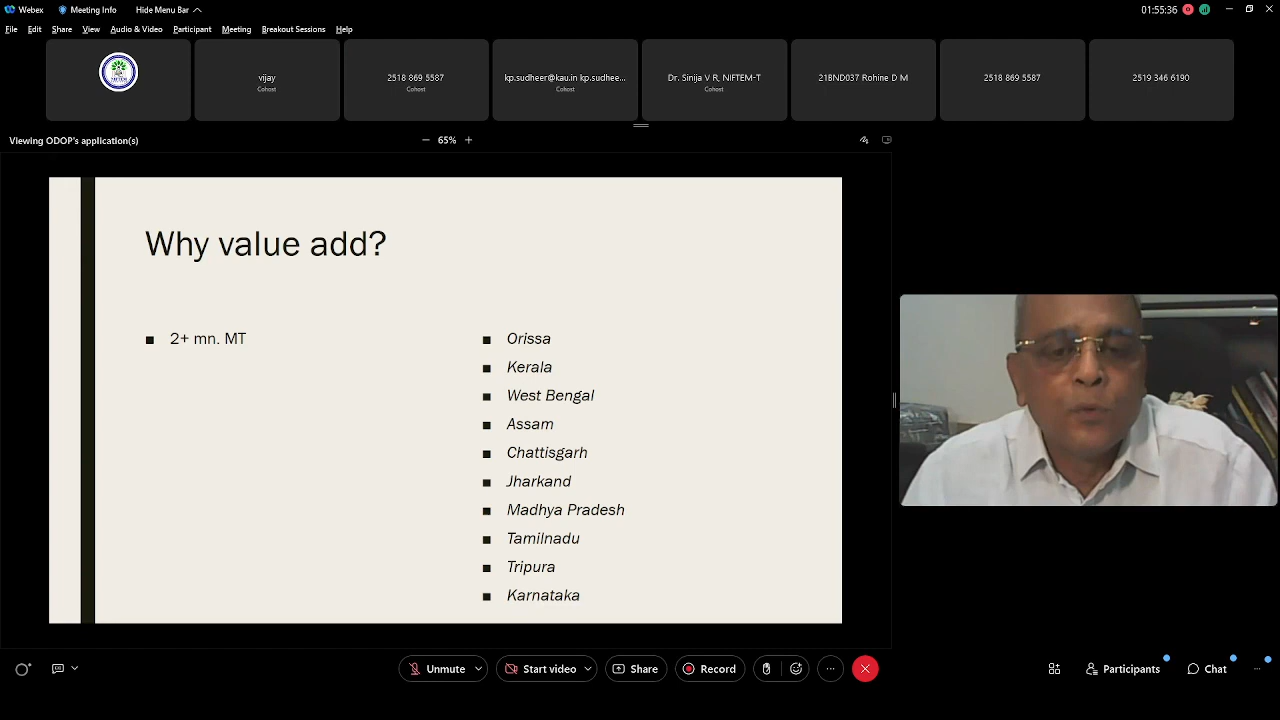 Webex
Meeting Info
Hide Menu Bar
01:55:36
File Edit Share View Audio & Video Participant Meeting Breakout Sessions Help
vijay
Cohost
2518 869 5587
Cohost
kp.sudheer@kau.in kp.sudhee...
Cohost
Dr. Sinija V R, NIFTEM-T
Cohost
21BND037 Rohine D M
2518 869 5587
2519 346 6190
Viewing ODOP's application(s)
65%
Why value add?
2+ mn. MT
Orissa
Kerala
West Bengal
Assam
Chattisgarh
Jharkand
Madhya Pradesh
Tamilnadu
Tripura
Karnataka
Unmute
Start video
Share
Record
Participants
Chat